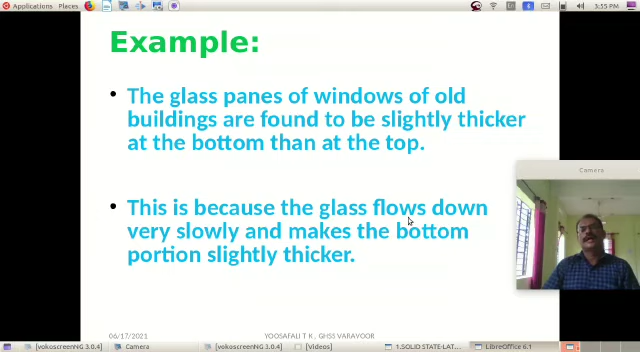 Applications Places
3:55 PM
Example:
• The glass panes of windows of old
buildings are found to be slightly thicker
at the bottom than at the top.
Camera
• This is because the glass flows down
very slowly and makes the bottom
portion slightly thicker.
06/17/2021 YOOSAFALI T K , GHSS VARAVOOR
[vokoscreenNG 3.0.4] Camera [vokoscreenNG 3.0.4] [Videos] 1.SOLID STATE-LAT... LibreOffice 6.1